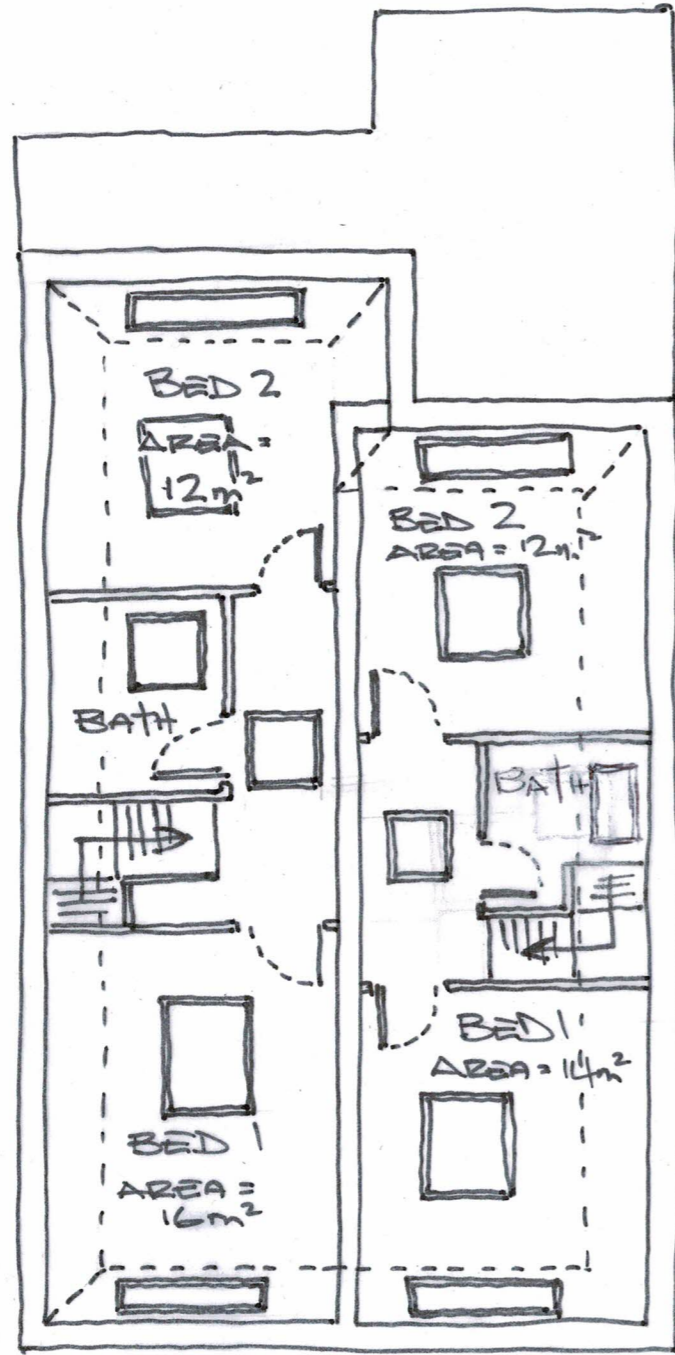 BED 2
AREA =
12m²
BED 2
AREA = 12m²
BATH
BATH
BED 1
AREA = 14m²
BED 1
AREA =
16m²